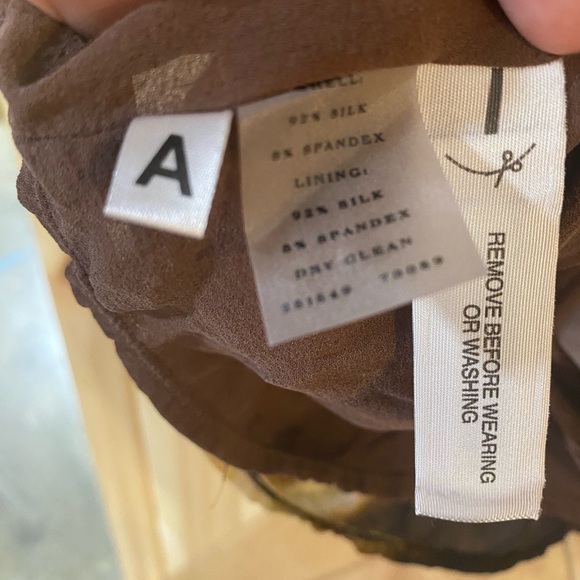 A
SHELL:
92% SILK
8% SPANDEX
LINING:
92% SILK
8% SPANDEX
DRY CLEAN
REMOVE BEFORE WEARING
OR WASHING